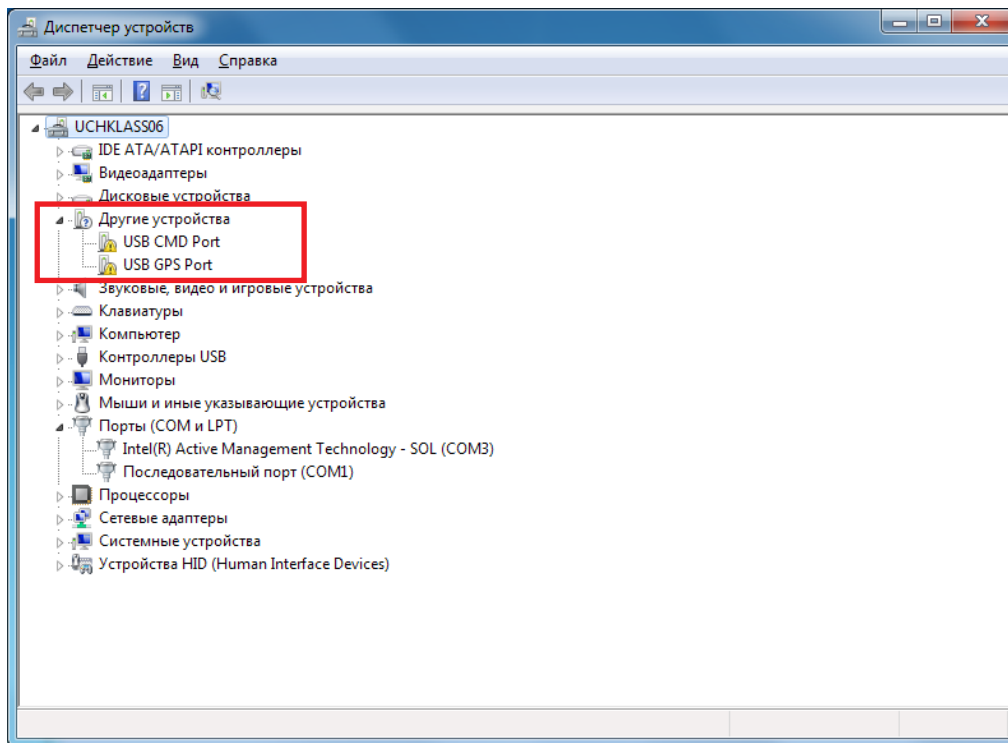 Диспетчер устройств
Файл Действие Вид Справка
UCHKLASS06
IDE ATA/ATAPI контроллеры
Видеоадаптеры
Дисковые устройства
Другие устройства
USB CMD Port
USB GPS Port
Звуковые, видео и игровые устройства
Клавиатуры
Компьютер
Контроллеры USB
Мониторы
Мыши и иные указывающие устройства
Порты (COM и LPT)
Intel(R) Active Management Technology - SOL (COM3)
Последовательный порт (COM1)
Процессоры
Сетевые адаптеры
Системные устройства
Устройства HID (Human Interface Devices)